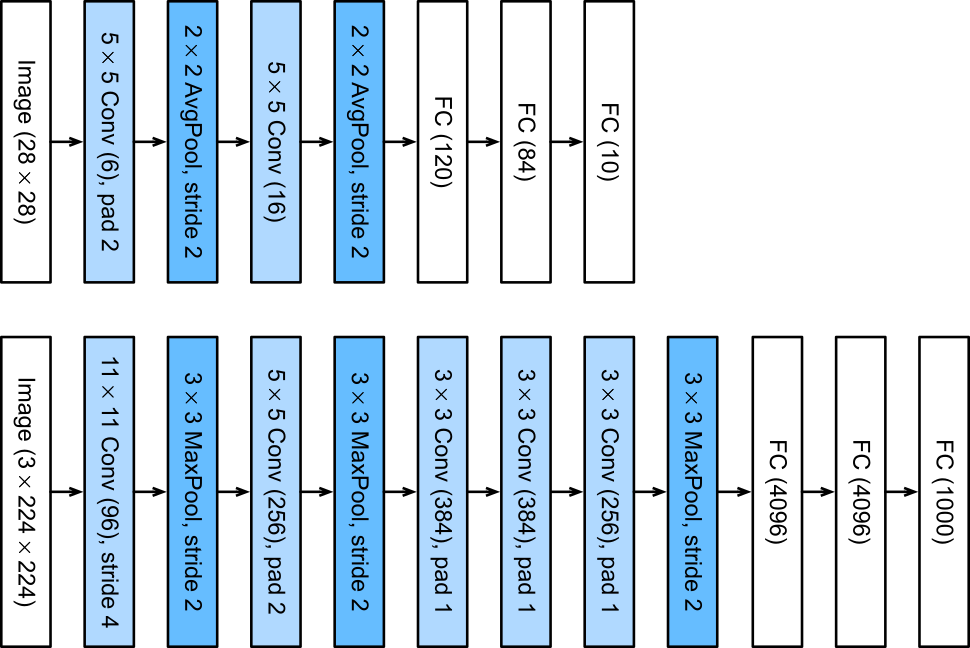 Image (28 × 28)
5 × 5 Conv (6), pad 2
2 × 2 AvgPool, stride 2
5 × 5 Conv (16)
2 × 2 AvgPool, stride 2
FC (120)
FC (84)
FC (10)
Image (3 × 224 × 224)
11 × 11 Conv (96), stride 4
3 × 3 MaxPool, stride 2
5 × 5 Conv (256), pad 2
3 × 3 MaxPool, stride 2
3 × 3 Conv (384), pad 1
3 × 3 Conv (384), pad 1
3 × 3 Conv (256), pad 1
3 × 3 MaxPool, stride 2
FC (4096)
FC (4096)
FC (1000)